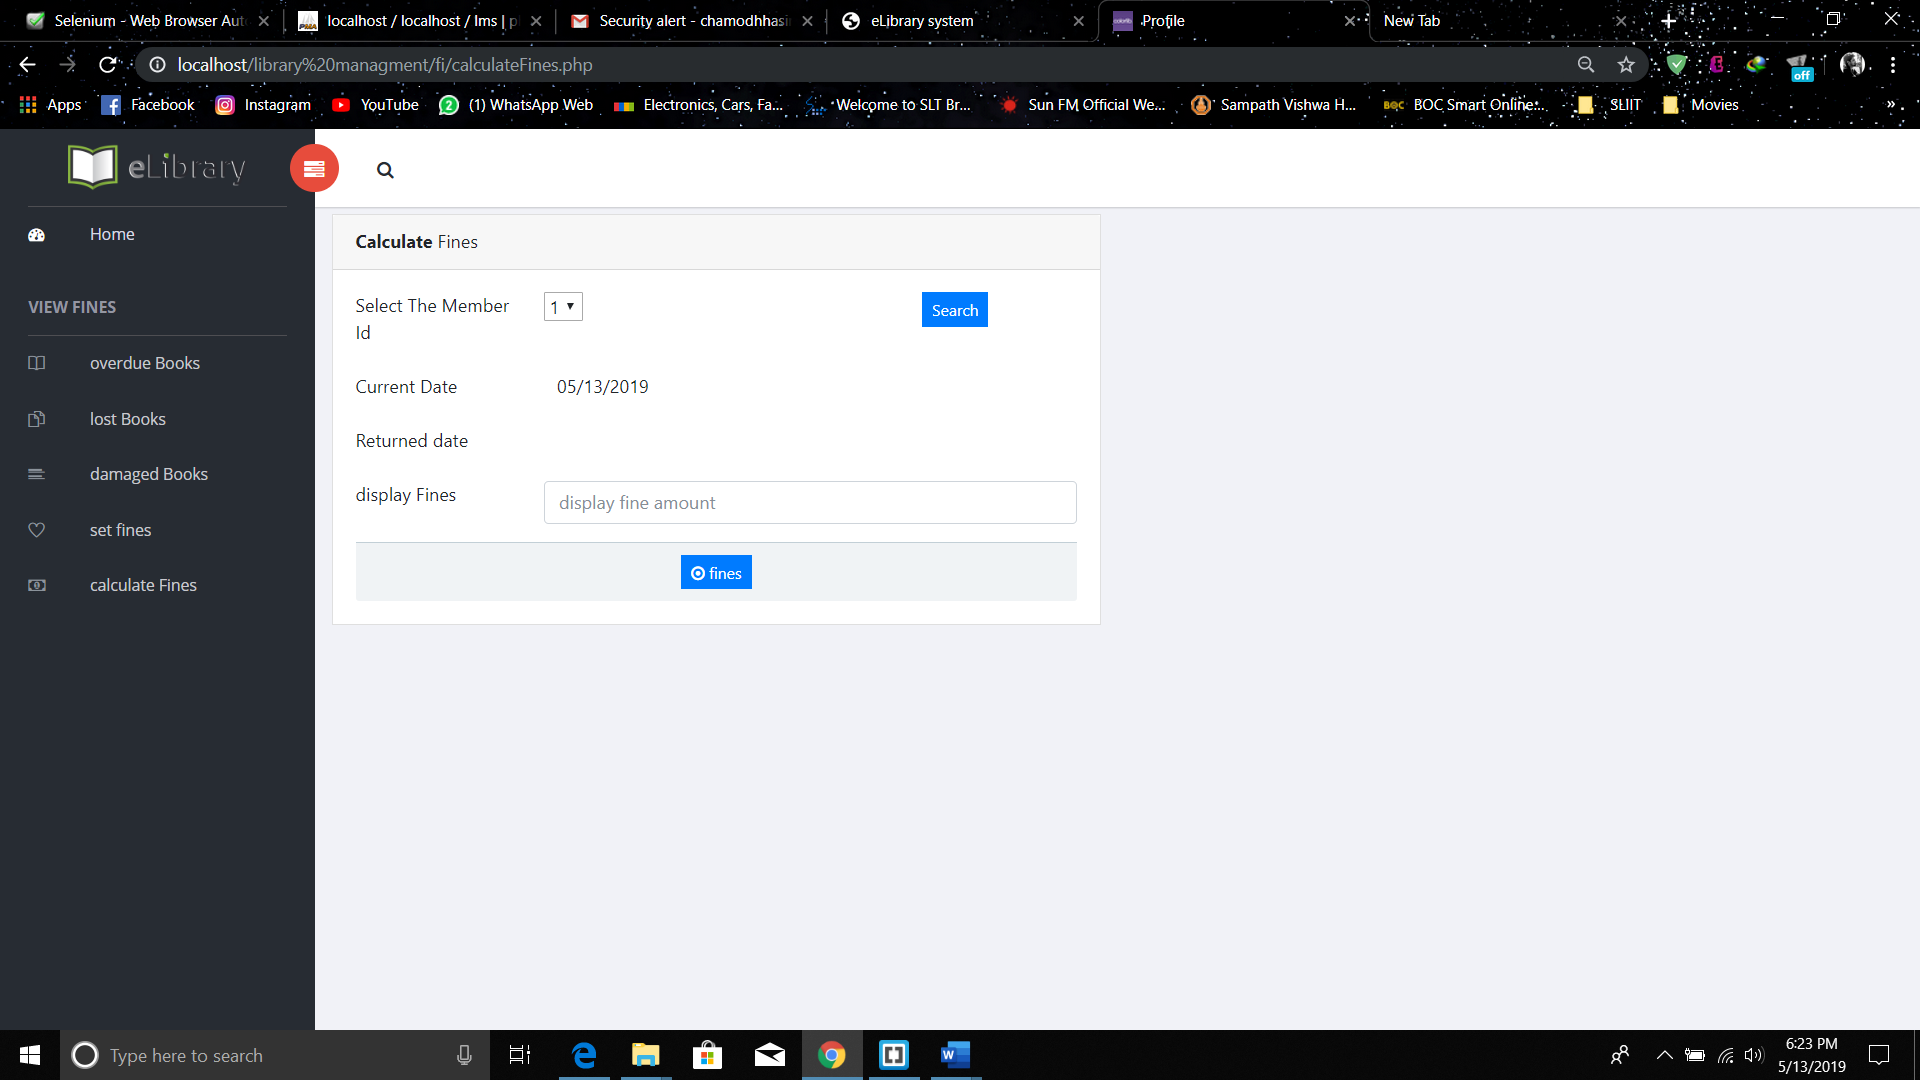 Selenium - Web Browser Aut
localhost / localhost / lms | p
Security alert - chamodhhasin
eLibrary system
Profile
New Tab
localhost/library%20managment/fi/calculateFines.php
off
Apps
Facebook
Instagram
YouTube
2 (1) WhatsApp Web
Electronics, Cars, Fa...
Welcome to SLT Br...
Sun FM Official We...
Sampath Vishwa H...
BOC BOC Smart Online...
SLIIT
Movies
»
eLibrary
Home
VIEW FINES
overdue Books
lost Books
damaged Books
set fines
calculate Fines
Calculate Fines
Select The Member
Id
1
Search
Current Date
05/13/2019
Returned date
display Fines
display fine amount
fines
Type here to search
6:23 PM
5/13/2019